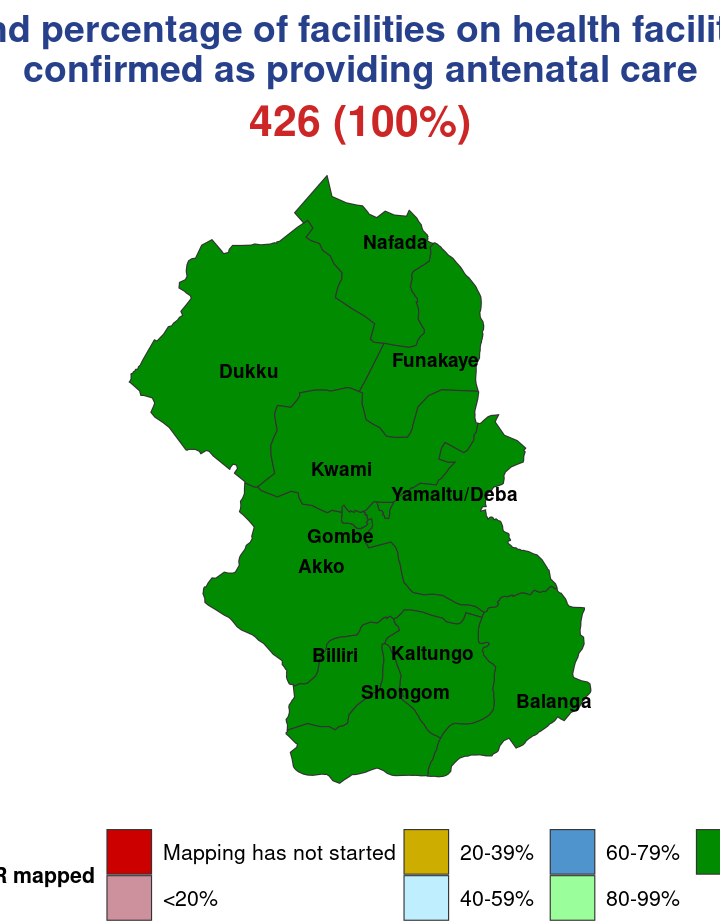 percentage of facilities on health
confirmed as providing antenatal care
426 (100%)
Nafada
Dukku
Funakaye
Kwami
Yamaltu/Deba
Gombe
Akko
Billiri
Kaltungo
Shongom
Balanga
mapped
Mapping has not started
20-39%
60-79%
<20%
40-59%
80-99%